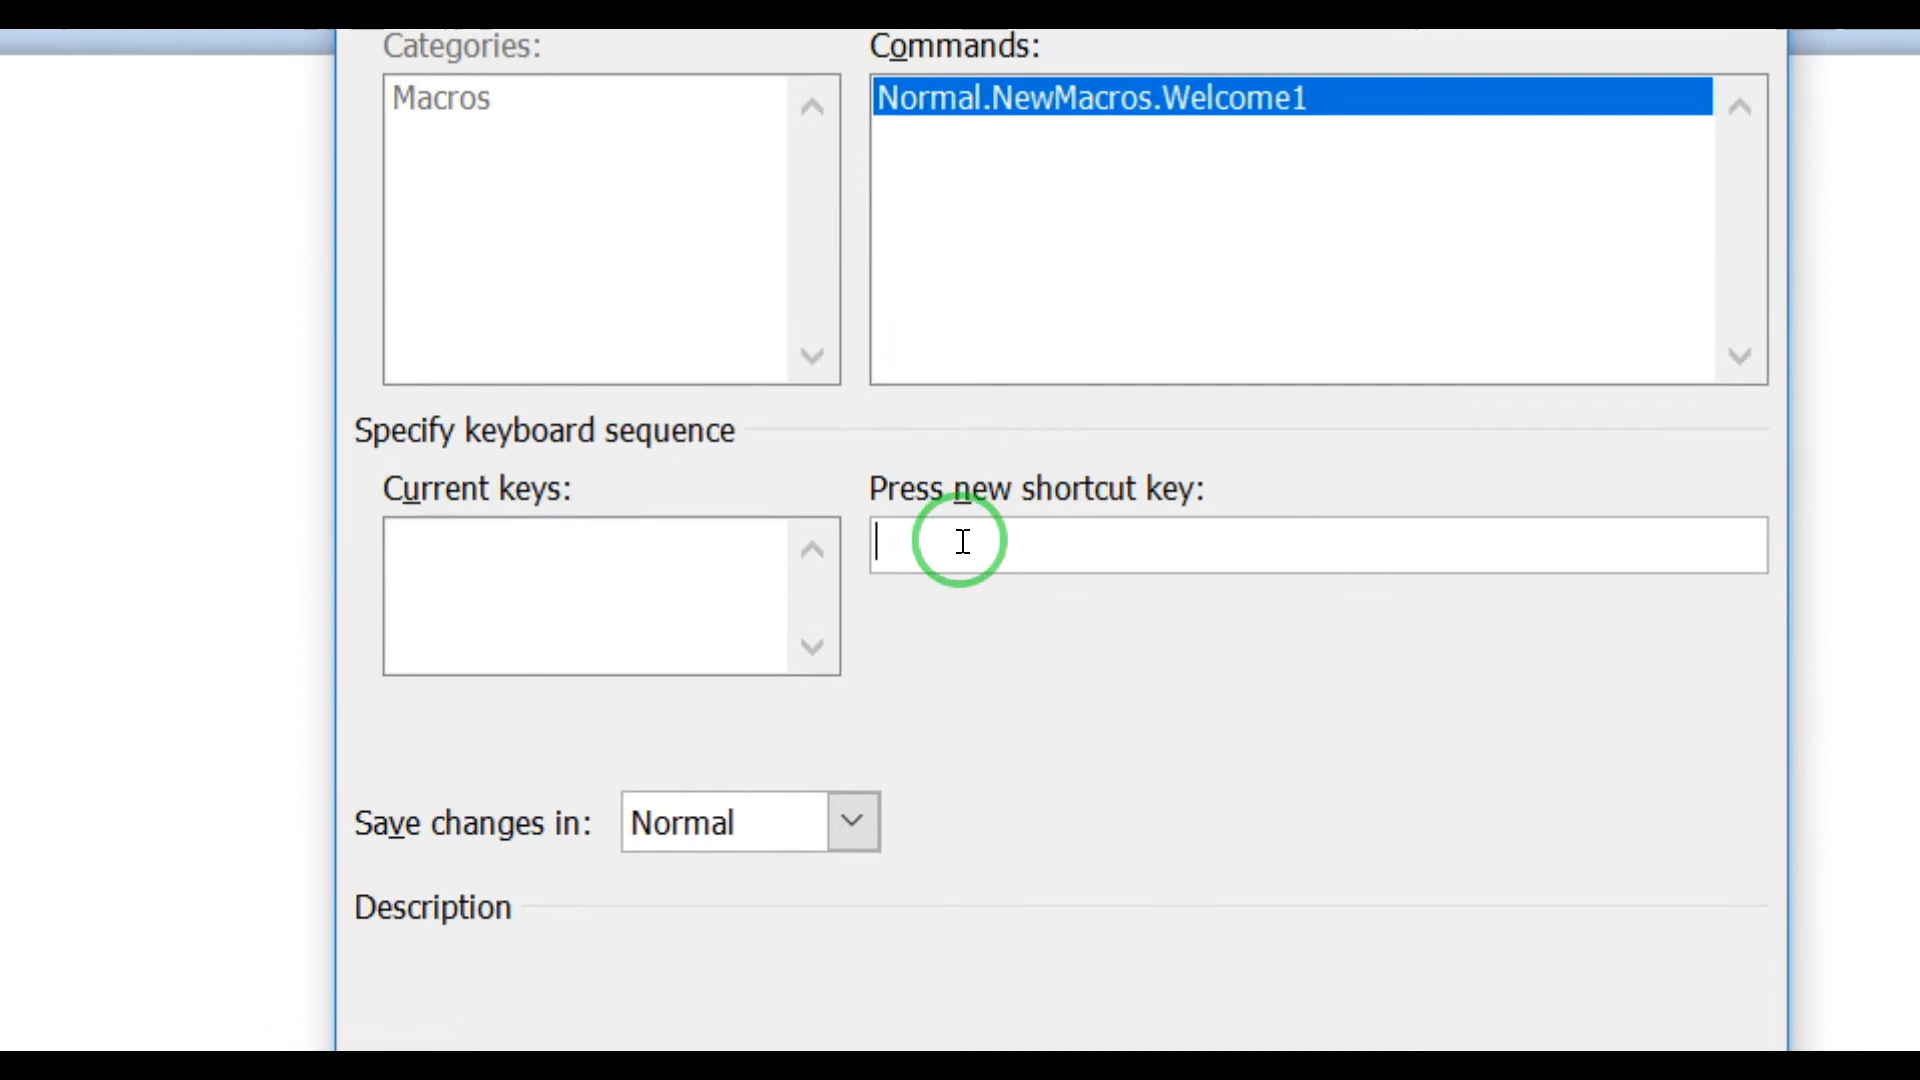 Categories:
Commands:
Macros
Normal.NewMacros.Welcome1
Specify keyboard sequence
Current keys:
Press new shortcut key:
Save changes in:
Normal
Description